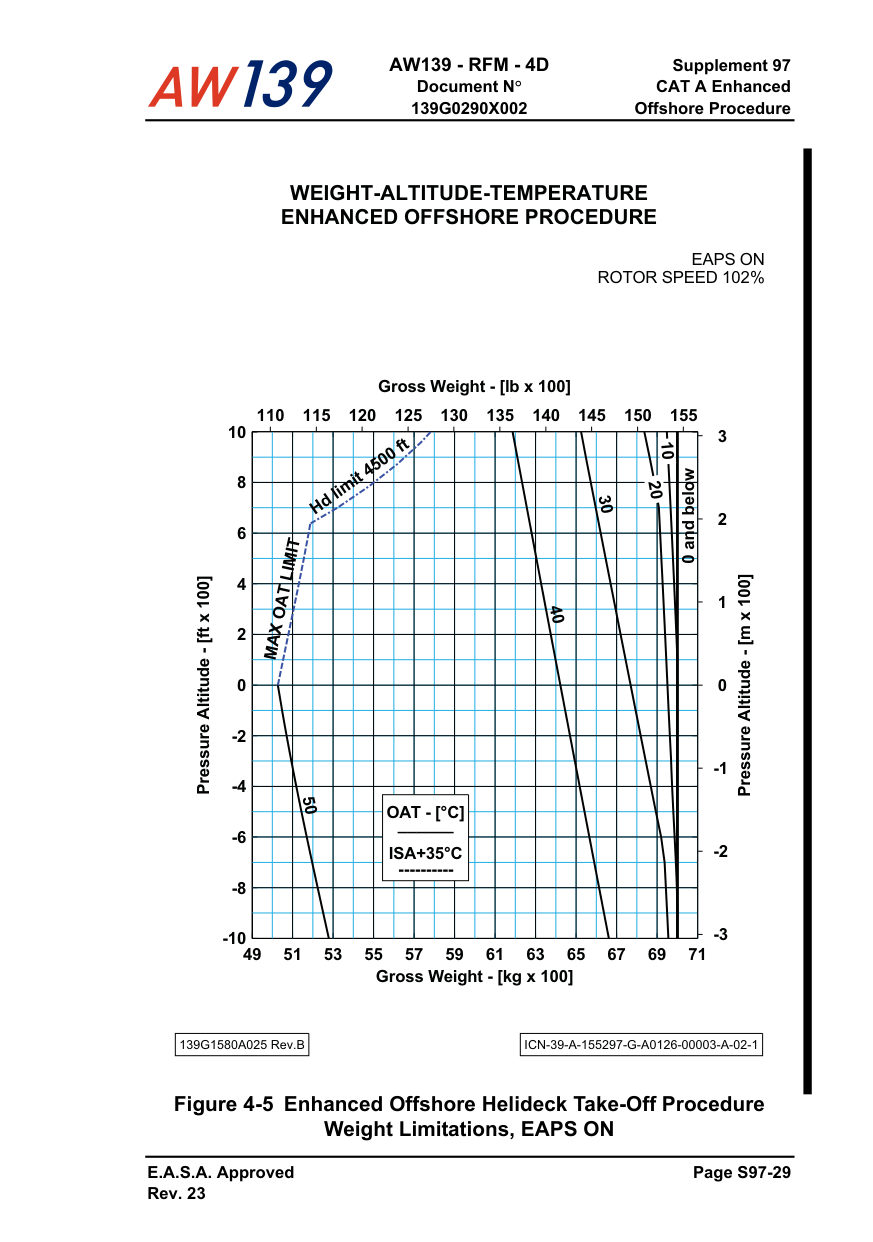 AW139
AW139 - RFM - 4D
Document N°
139G0290X002
Supplement 97
CAT A Enhanced
Offshore Procedure
WEIGHT-ALTITUDE-TEMPERATURE
ENHANCED OFFSHORE PROCEDURE
EAPS ON
ROTOR SPEED 102%
Gross Weight - [lb x 100]
110 115 120 125 130 135 140 145 150 155
Pressure Altitude - [ft x 100]
10
8
6
4
2
0
-2
-4
-6
-8
-10
MAX OAT LIMIT
Hd limit 4500 ft
50
40
30
20
-10
0 and below
OAT - [°C]
ISA+35°C
----------
3
2
1
0
-1
-2
-3
Pressure Altitude - [m x 100]
49 51 53 55 57 59 61 63 65 67 69 71
Gross Weight - [kg x 100]
139G1580A025 Rev.B
ICN-39-A-155297-G-A0126-00003-A-02-1
Figure 4-5 Enhanced Offshore Helideck Take-Off Procedure
Weight Limitations, EAPS ON
E.A.S.A. Approved
Rev. 23
Page S97-29